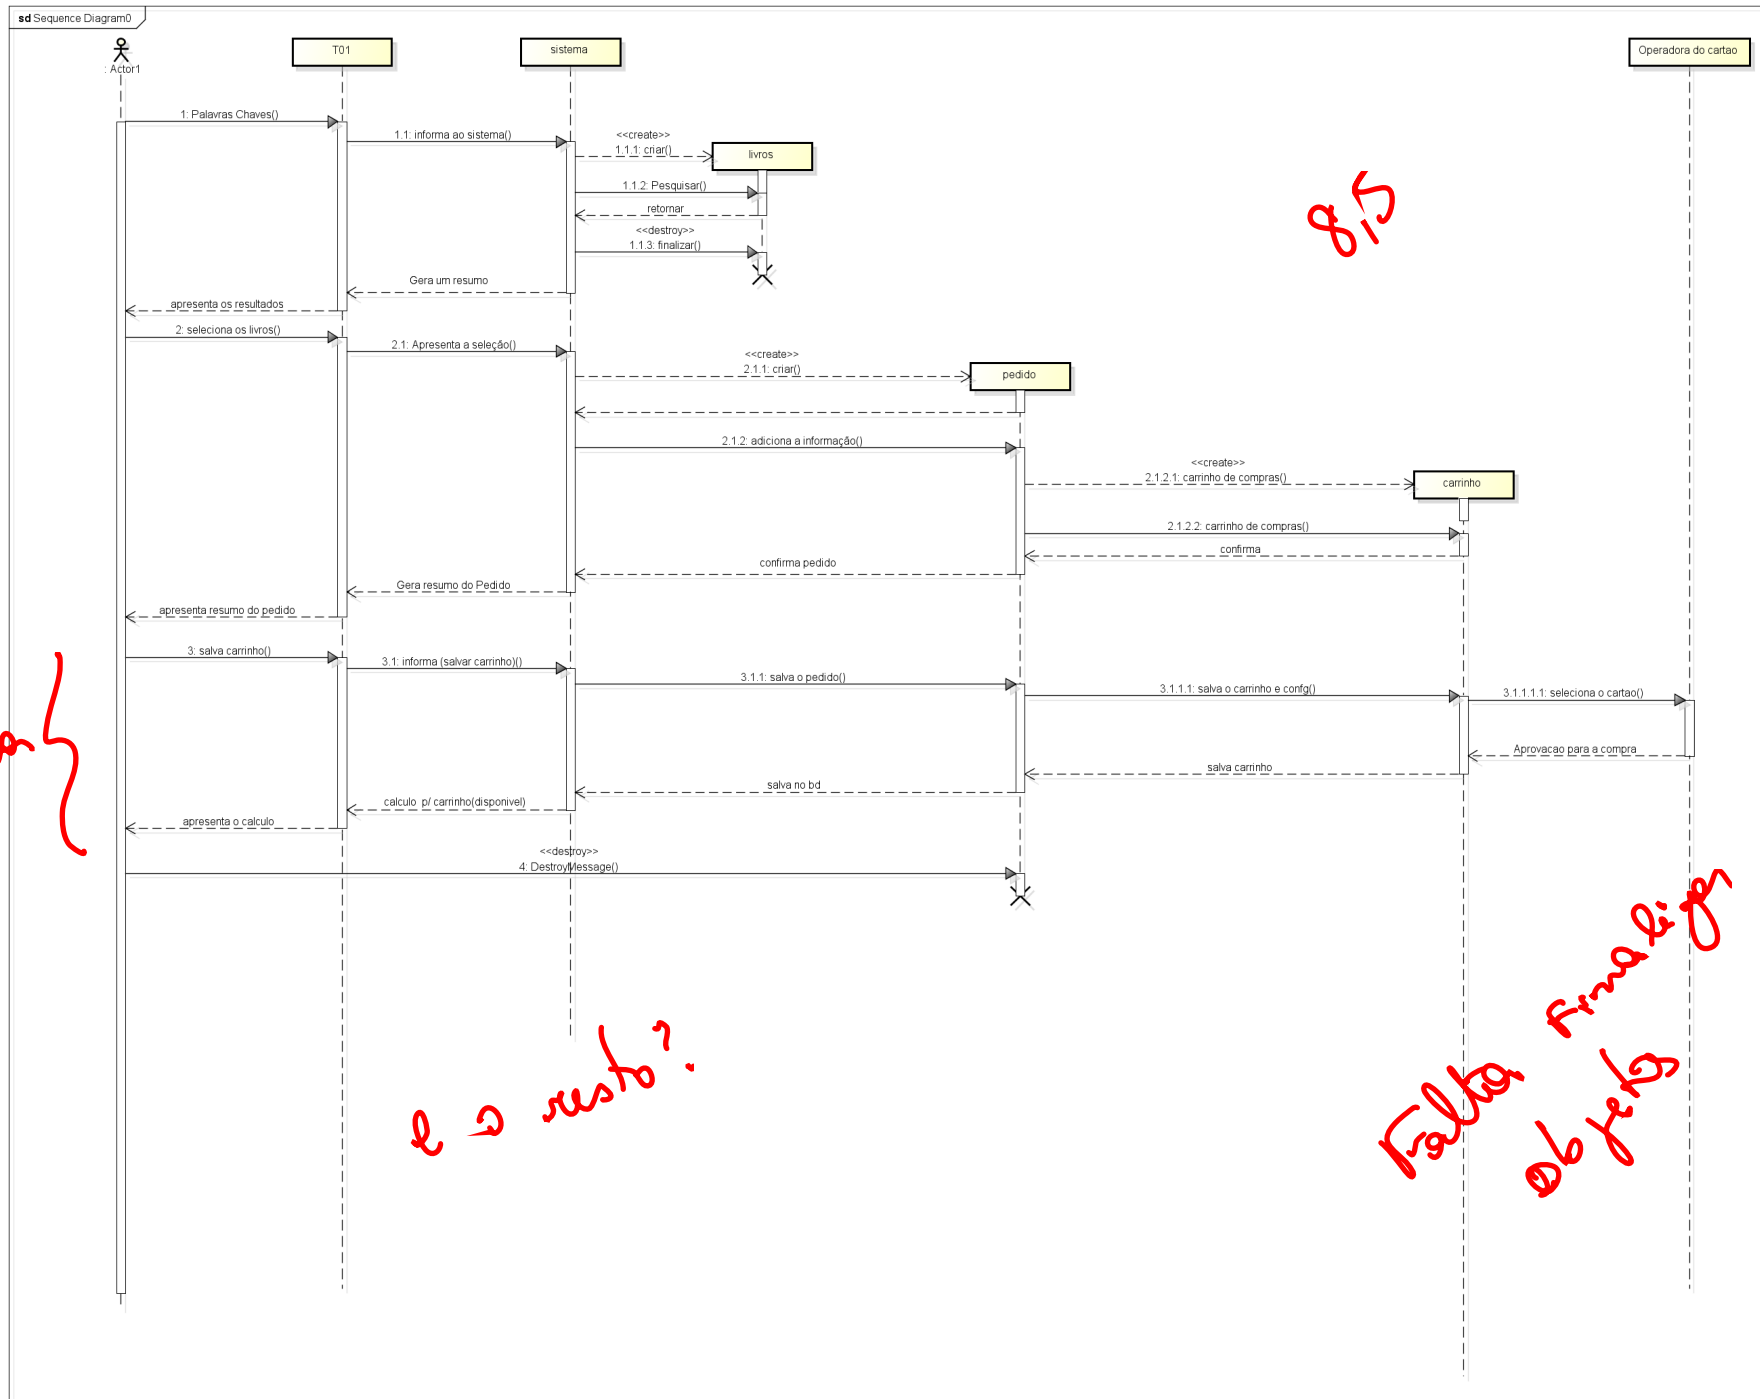 sd Sequence Diagram0
: Actor1
T01
sistema
Operadora do cartao
1: Palavras Chaves()
1.1: informa ao sistema()
<<create>>
1.1.1: criar()
livros
1.1.2: Pesquisar()
retornar
<<destroy>>
1.1.3: finalizar()
8,5
Gera um resumo
apresenta os resultados
2: seleciona os livros()
2.1: Apresenta a seleção()
<<create>>
2.1.1: criar()
pedido
2.1.2: adiciona a informação()
<<create>>
2.1.2.1: carrinho de compras()
carrinho
2.1.2.2: carrinho de compras()
confirma
confirma pedido
Gera resumo do Pedido
apresenta resumo do pedido
3: salva carrinho()
3.1: informa (salvar carrinho)()
3.1.1: salva o pedido()
3.1.1.1: salva o carrinho e confg()
3.1.1.1.1: seleciona o cartao()
Aprovacao para a compra
salva carrinho
salva no bd
calculo p/ carrinho(disponivel)
apresenta o calculo
<<destroy>>
4: DestroyMessage()
e o resto?
Falta Finalizar
Objetos